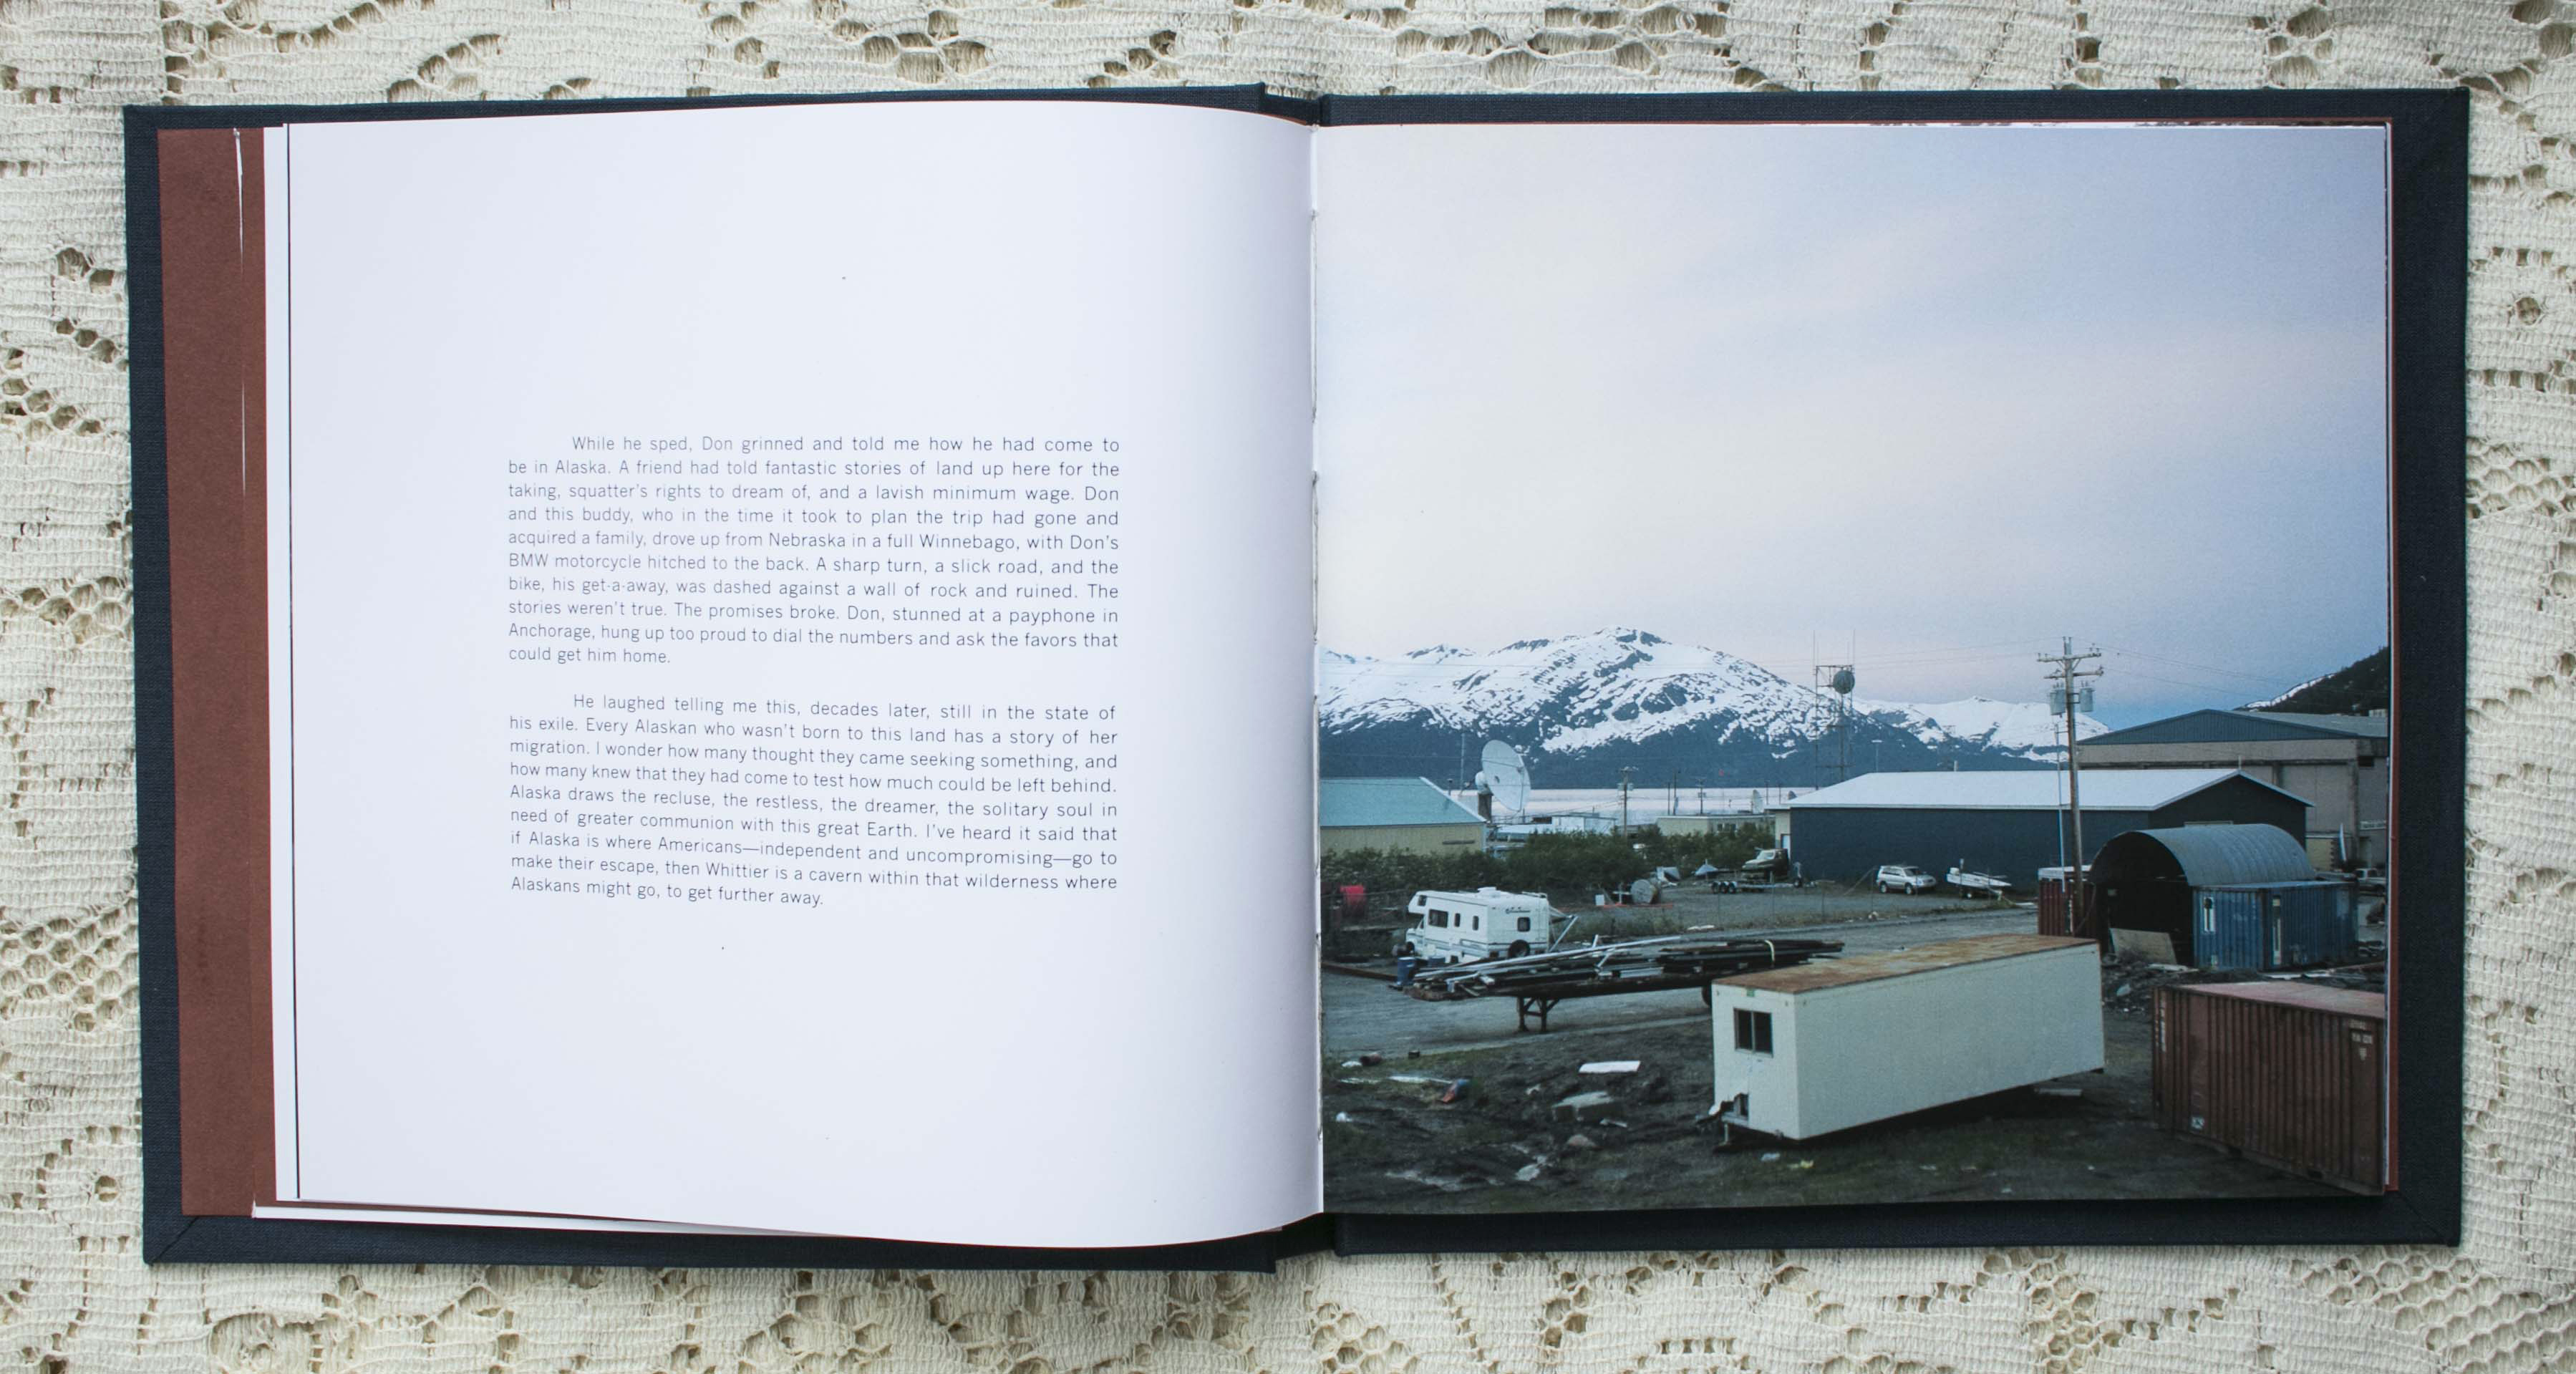 While he sped, Don grinned and told me how he had come to
be in Alaska. A friend had told fantastic stories of land up here for the
taking, squatter's rights to dream of, and a lavish minimum wage. Don
and this buddy, who in the time it took to plan the trip had gone and
acquired a family, drove up from Nebraska in a full Winnebago, with Don's
BMW motorcycle hitched to the back. A sharp turn, a slick road, and the
bike, his get-a-away, was dashed against a wall of rock and ruined. The
stories weren't true. The promises broke. Don, stunned at a payphone in
Anchorage, hung up too proud to dial the numbers and ask the favors that
could get him home.
He laughed telling me this, decades later, still in the state of
his exile. Every Alaskan who wasn't born to this land has a story of her
migration. I wonder how many thought they came seeking something, and
how many knew that they had come to test how much could be left behind.
Alaska draws the recluse, the restless, the dreamer, the solitary soul in
need of greater communion with this great Earth. I've heard it said that
if Alaska is where Americans—independent and uncompromising—go to
make their escape, then Whittier is a cavern within that wilderness where
Alaskans might go, to get further away.